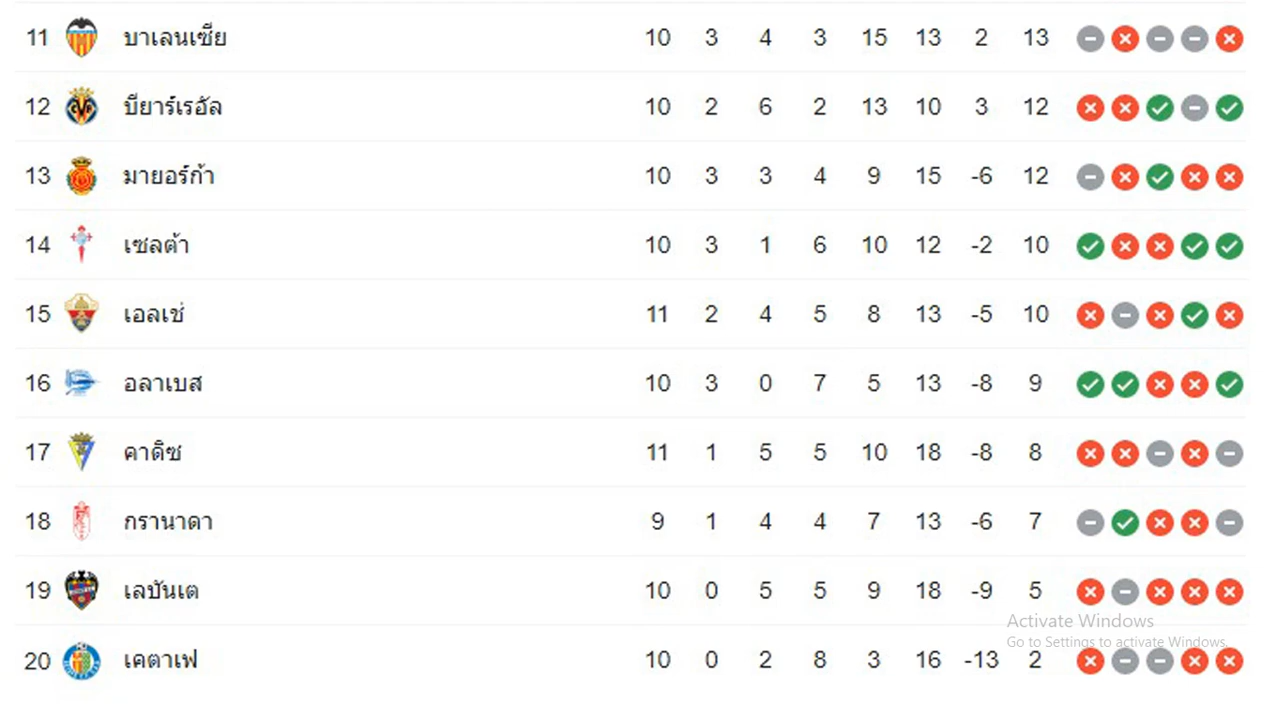 11 บาเลนเซีย 10 3 4 3 15 13 2 13
12 บียาร์เรอัล 10 2 6 2 13 10 3 12
13 มายอร์ก้า 10 3 3 4 9 15 -6 12
14 เซลต้า 10 3 1 6 10 12 -2 10
15 เอลเช่ 11 2 4 5 8 13 -5 10
16 อลาเบส 10 3 0 7 5 13 -8 9
17 คาดิซ 11 1 5 5 10 18 -8 8
18 กรานาดา 9 1 4 4 7 13 -6 7
19 เลบันเต 10 0 5 5 9 18 -9 5
Activate Windows
Go to Settings to activate Windows.
20 เคตาเฟ 10 0 2 8 3 16 -13 2